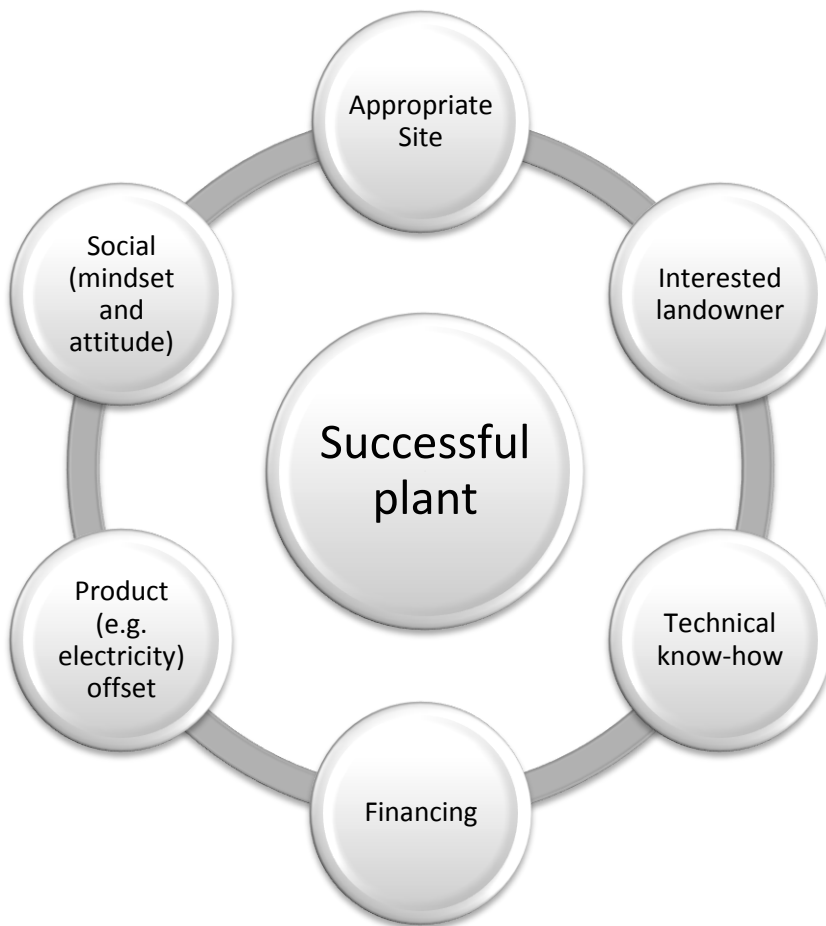 Appropriate
Site
Interested
landowner
Technical
know-how
Financing
Product
(e.g.
electricity)
offset
Social
(mindset
and
attitude)
Successful
plant